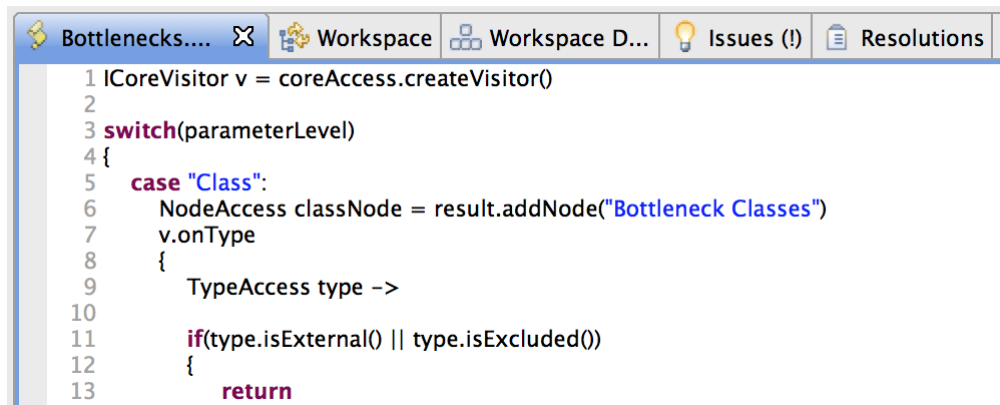 Bottlenecks.... Workspace Workspace D... Issues (!) Resolutions
1 ICoreVisitor v = coreAccess.createVisitor()
2
3 switch(parameterLevel)
4 {
5 case "Class":
6 NodeAccess classNode = result.addNode("Bottleneck Classes")
7 v.onType
8 {
9 TypeAccess type ->
10
11 if(type.isExternal() || type.isExcluded())
12 {
13 return